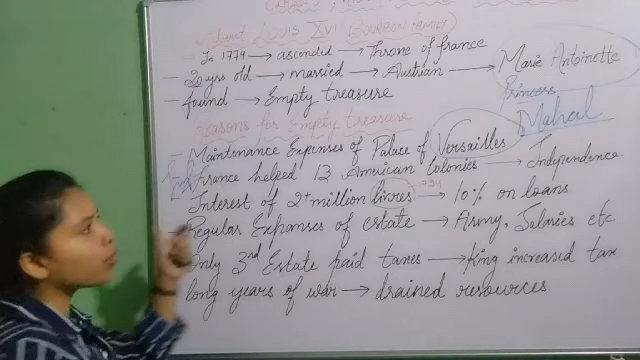 About LOUIS XVI (BOURBON FAMILY)
In 1774 → ascended → Throne of france
- 20 yrs old → married → Austrian → Marie Antoinette
Princess
- found → Empty treasure
Mahal
Reasons for Empty treasure
- Maintenance Expenses of Palace of Versailles
France helped 13 American Colonies → Independence
Interest of 2+ million livres → 10% on loans
Regular Expanses of estate → Army, Salaries etc
Only 3rd Estate paid taxes → King increased tax
long years of war → drained resources